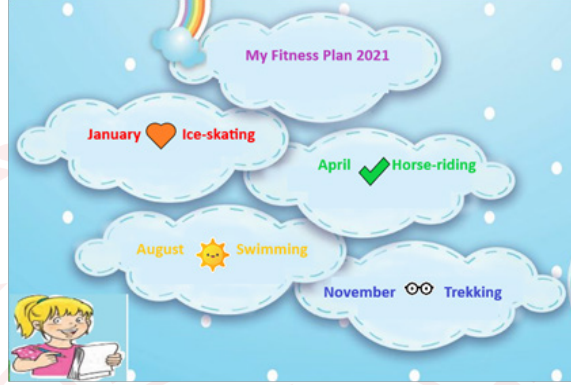 My Fitness Plan 2021
January Ice-skating
April Horse-riding
August Swimming
November Trekking